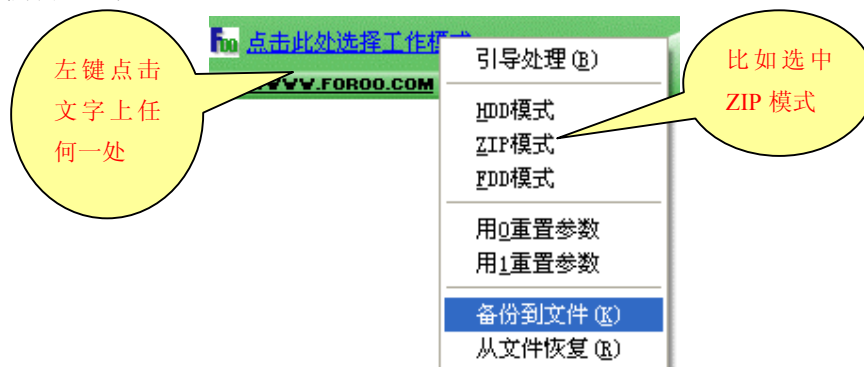 Foo 点击此处选择工作模式
WWW.FOROO.COM
左键点击
文字上任
何一处
引导处理(B)
HDD模式
ZIP模式
FDD模式
用0重置参数
用1重置参数
备份到文件(K)
从文件恢复(R)
比如选中
ZIP 模式